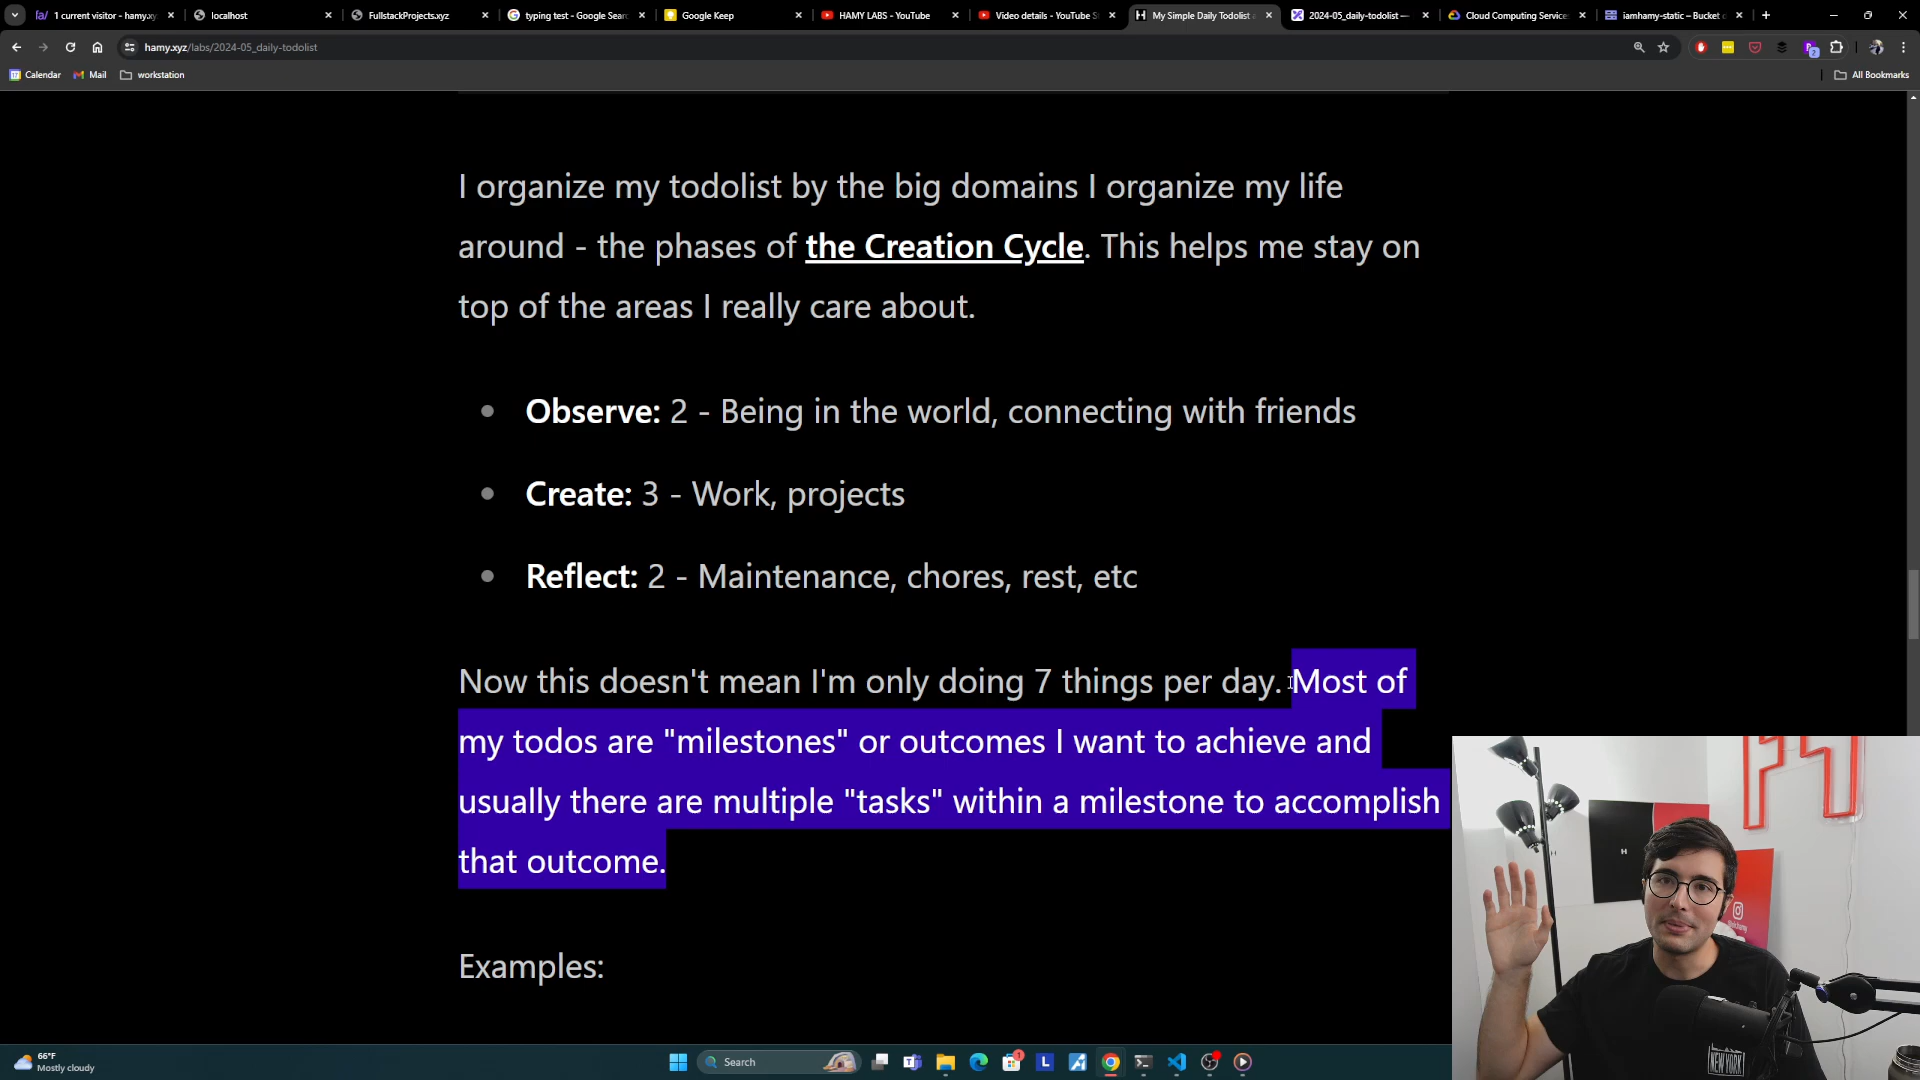 1 current visitor - hamy.xy
localhost
FullstackProjects.xyz
typing test - Google Sear
Google Keep
HAMY LABS - YouTube
Video details - YouTube S
My Simple Daily Todolist
2024-05_daily-todolist —
Cloud Computing Service
iamhamy-static – Bucket
hamy.xyz/labs/2024-05_daily-todolist
Calendar
Mail
workstation
All Bookmarks
I organize my todolist by the big domains I organize my life
around - the phases of the Creation Cycle. This helps me stay on
top of the areas I really care about.
Observe: 2 - Being in the world, connecting with friends
Create: 3 - Work, projects
Reflect: 2 - Maintenance, chores, rest, etc
Now this doesn't mean I'm only doing 7 things per day. Most of
my todos are "milestones" or outcomes I want to achieve and
usually there are multiple "tasks" within a milestone to accomplish
that outcome.
Examples:
H
NEW YORK
66°F
Mostly cloudy
Search